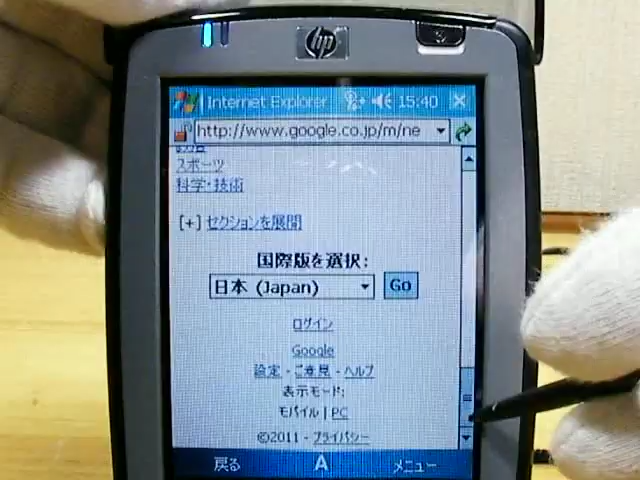 hp
Internet Explorer 15:40
http://www.google.co.jp/m/ne
スポーツ
科学・技術
[+] セクションを展開
国際版を選択:
日本 (Japan) Go
ログイン
Google
設定 - ご意見 - ヘルプ
表示モード:
モバイル | PC
©2011 - プライバシー
戻る A メニュー